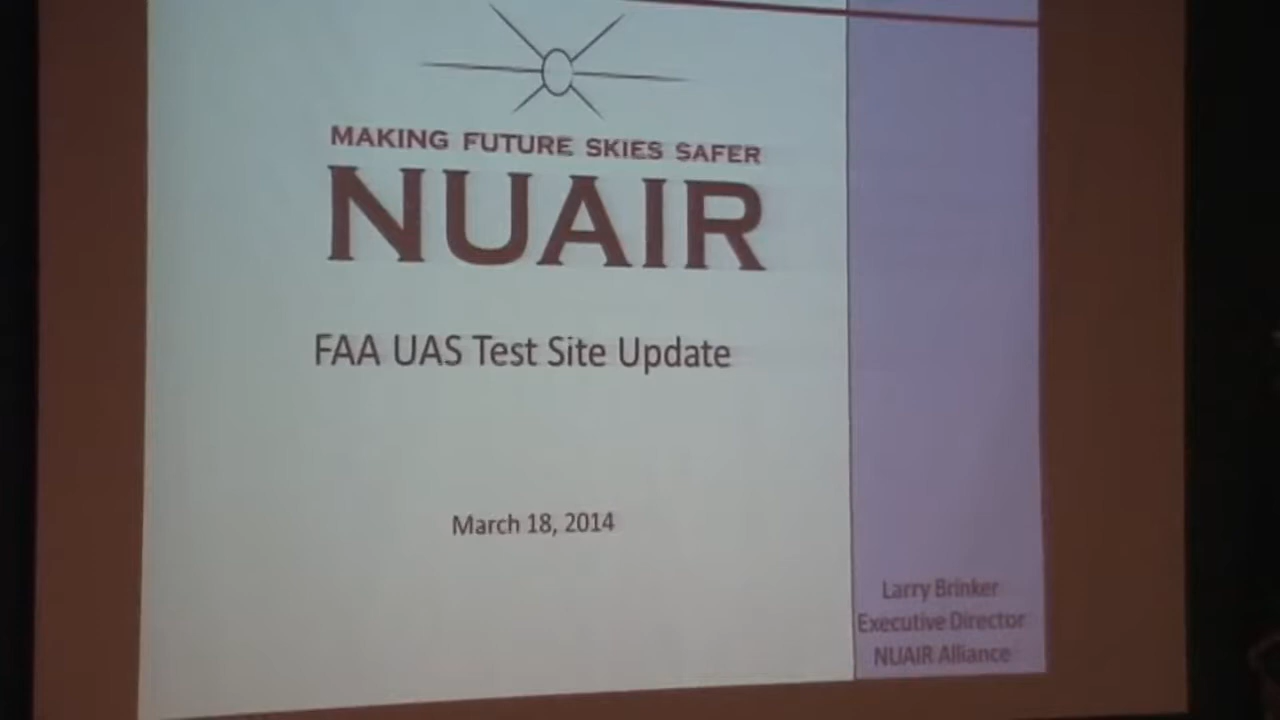 MAKING FUTURE SKIES SAFER
NUAIR
FAA UAS Test Site Update
March 18, 2014
Larry Brinker
Executive Director
NUAIR Alliance